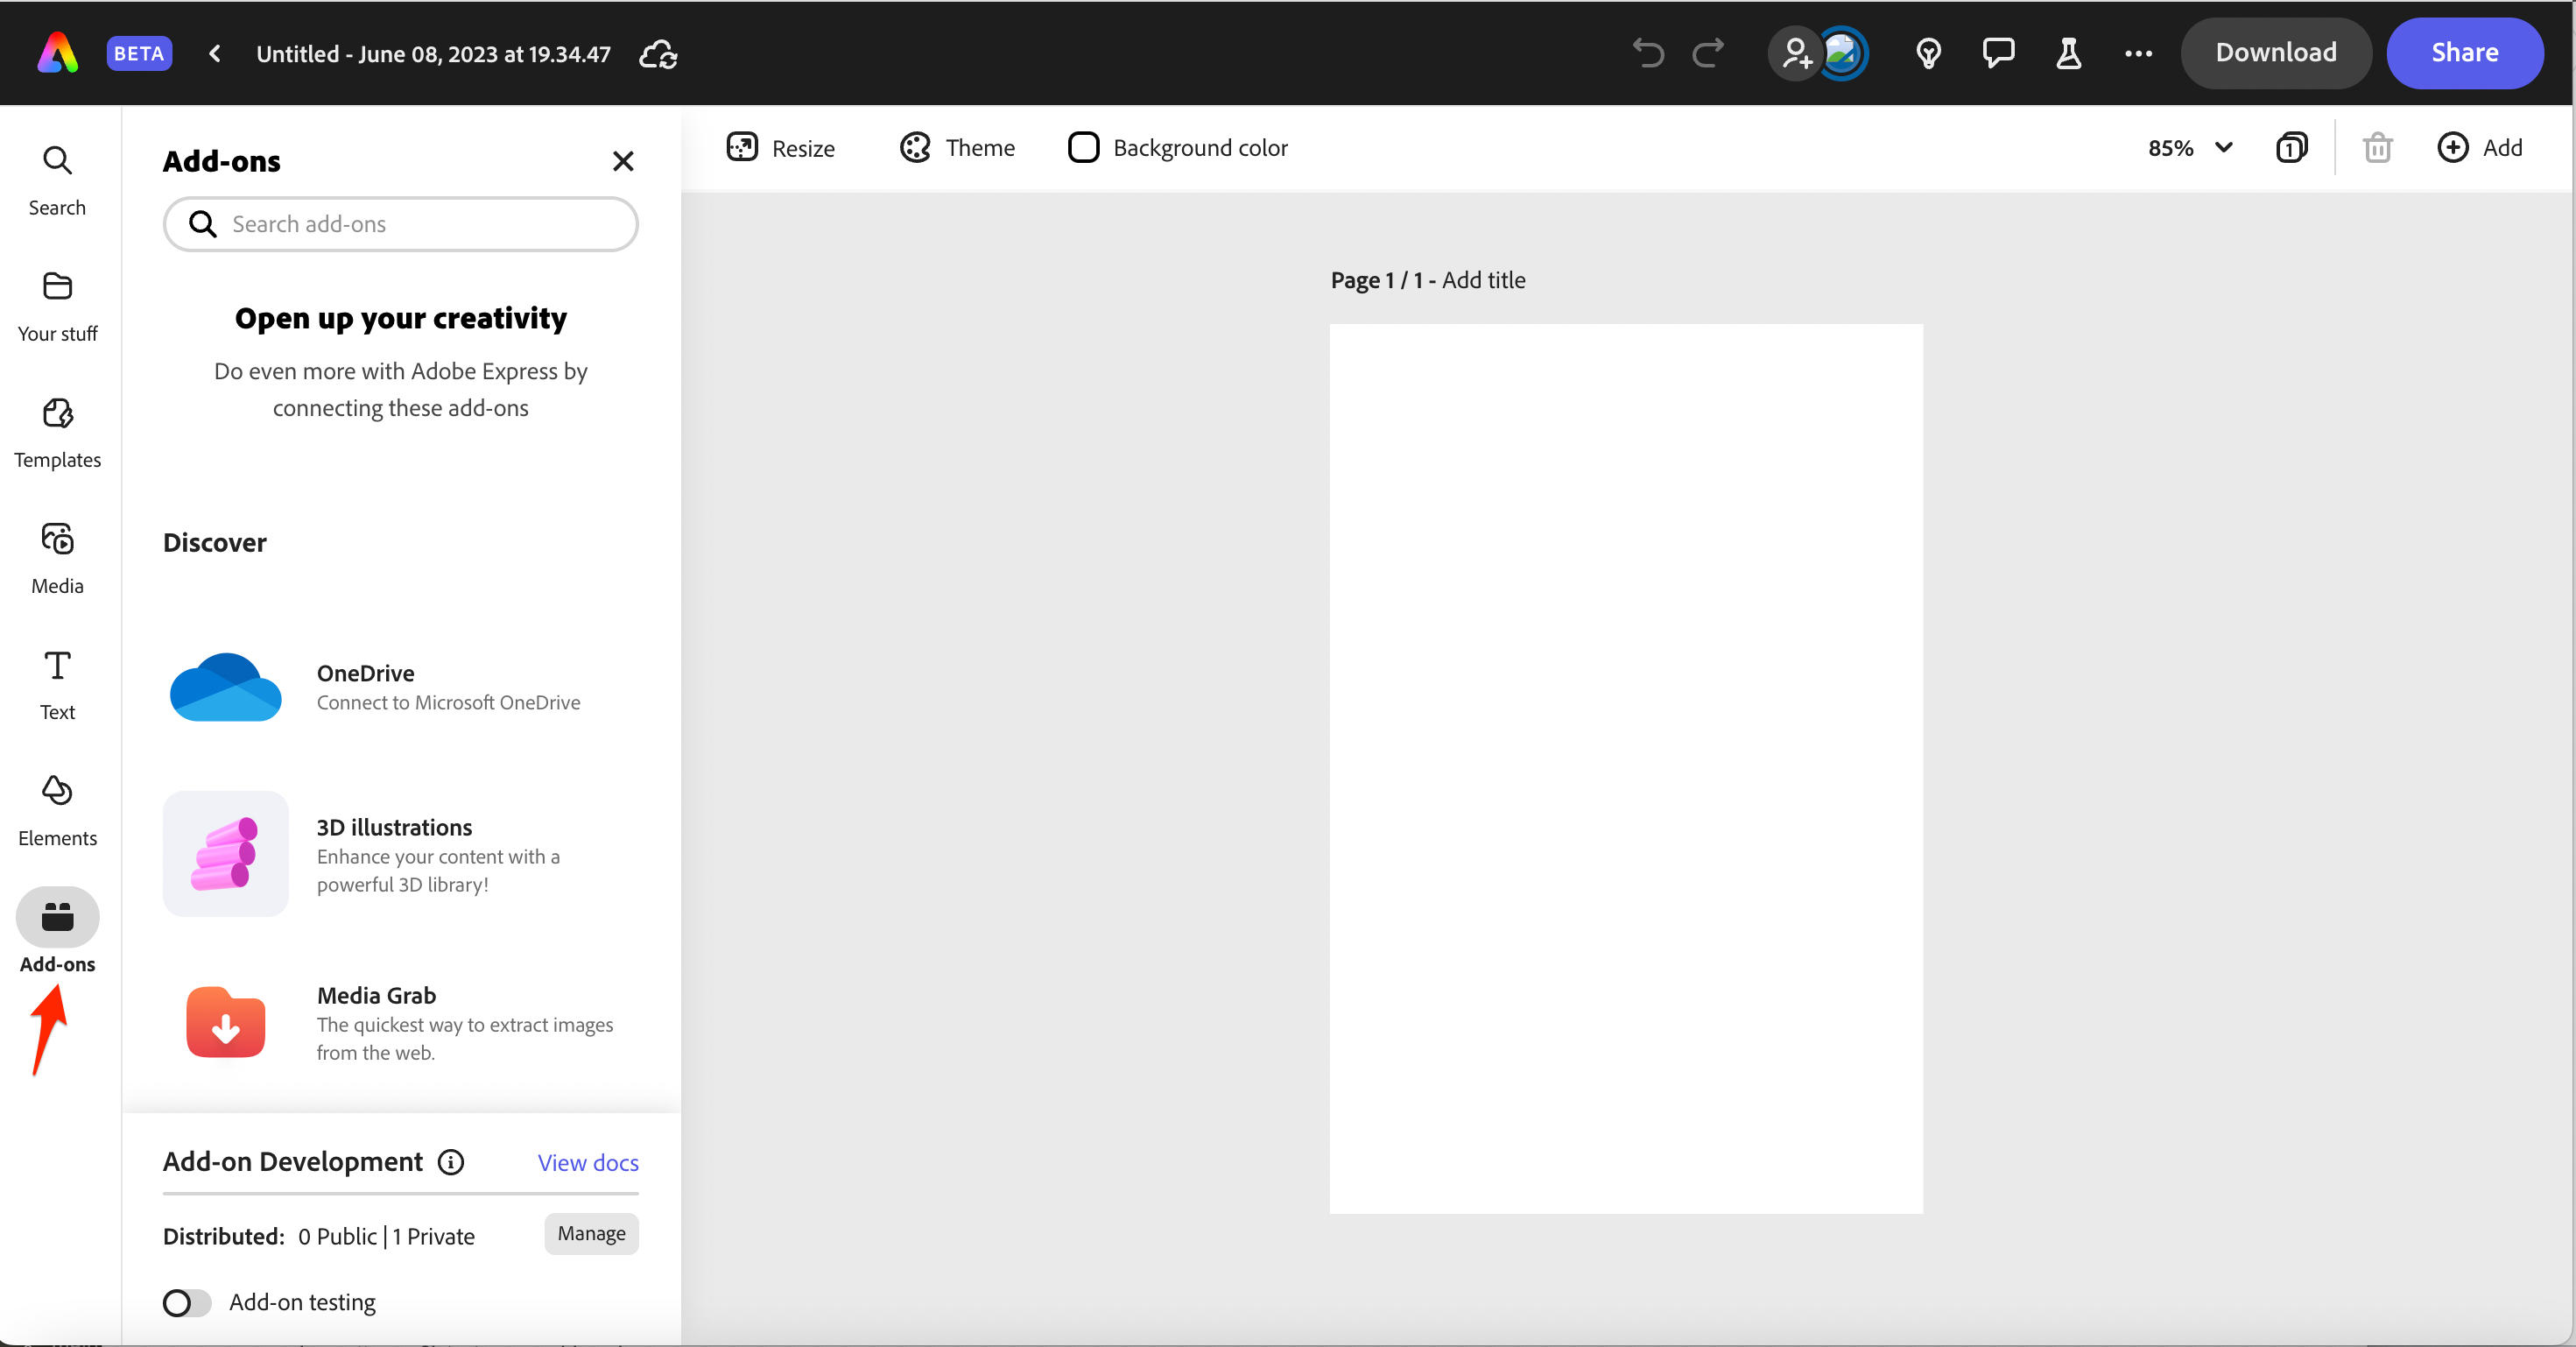 BETA
Untitled - June 08, 2023 at 19.34.47
Download
Share
Search
Your stuff
Templates
Media
Text
Elements
Add-ons
Add-ons
Search add-ons
Open up your creativity
Do even more with Adobe Express by
connecting these add-ons
Discover
OneDrive
Connect to Microsoft OneDrive
3D illustrations
Enhance your content with a
powerful 3D library!
Media Grab
The quickest way to extract images
from the web.
Add-on Development
View docs
Distributed: 0 Public | 1 Private
Manage
Add-on testing
Resize
Theme
Background color
85%
1
Add
Page 1 / 1 - Add title